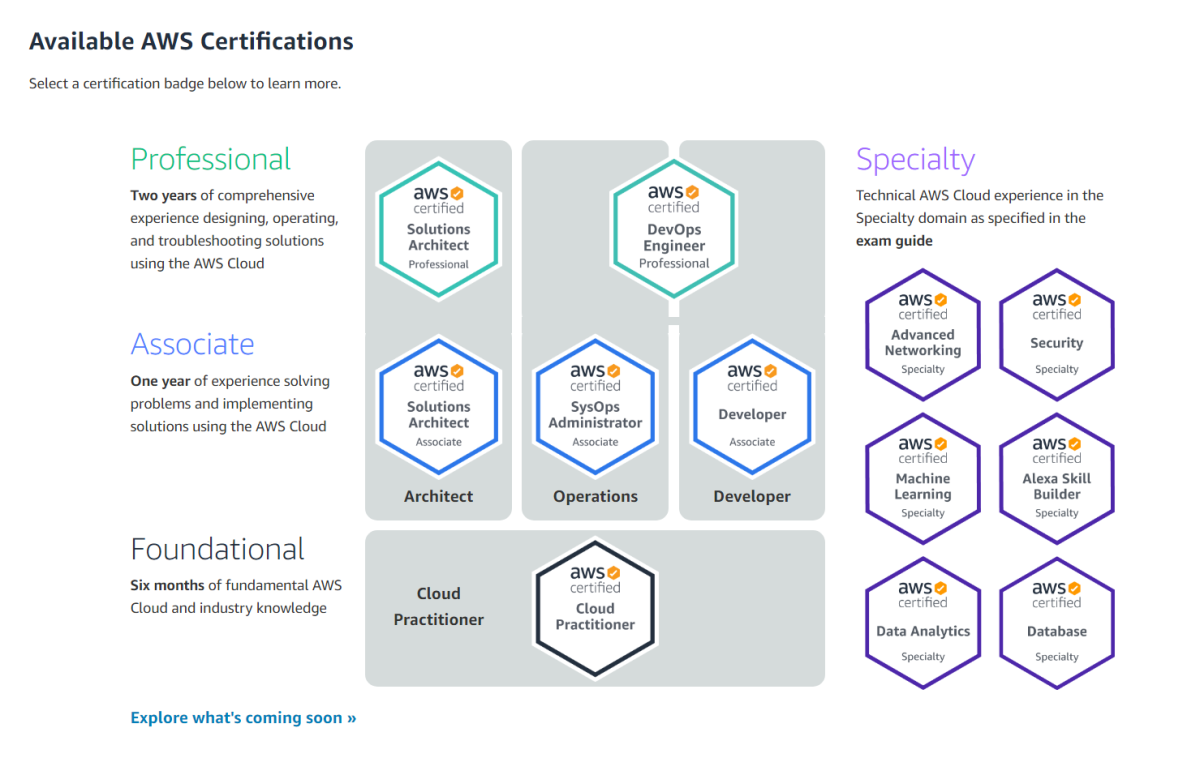 Available AWS Certifications
Select a certification badge below to learn more.
Professional
Two years of comprehensive
experience designing, operating,
and troubleshooting solutions
using the AWS Cloud
aws
certified
Solutions
Architect
Professional
aws
certified
DevOps
Engineer
Professional
Associate
One year of experience solving
problems and implementing
solutions using the AWS Cloud
aws
certified
Solutions
Architect
Associate
Architect
aws
certified
SysOps
Administrator
Associate
Operations
aws
certified
Developer
Associate
Developer
Foundational
Six months of fundamental AWS
Cloud and industry knowledge
Cloud
Practitioner
aws
certified
Cloud
Practitioner
Specialty
Technical AWS Cloud experience in the
Specialty domain as specified in the
exam guide
aws
certified
Advanced
Networking
Specialty
aws
certified
Security
Specialty
aws
certified
Machine
Learning
Specialty
aws
certified
Alexa Skill
Builder
Specialty
aws
certified
Data Analytics
Specialty
aws
certified
Database
Specialty
Explore what's coming soon »